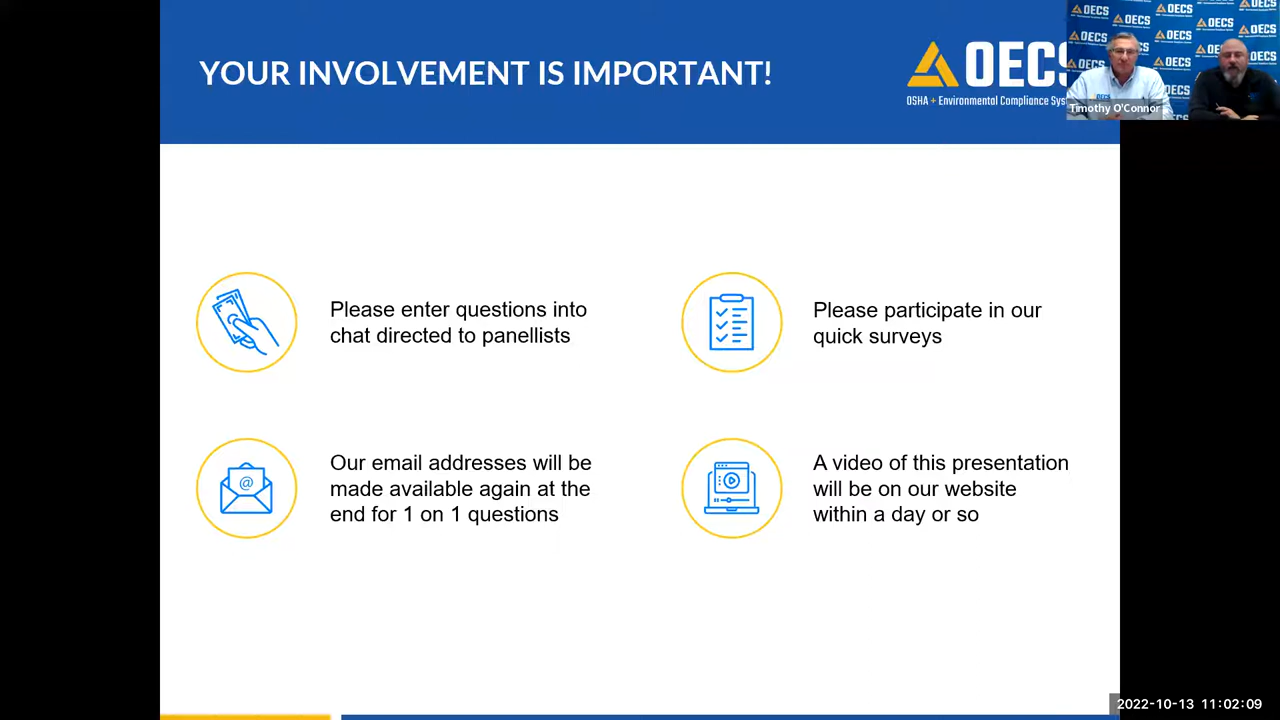 YOUR INVOLVEMENT IS IMPORTANT!
OECS
OSHA + Environmental Compliance
Timothy O'Connor
Please enter questions into
chat directed to panellists
Please participate in our
quick surveys
@
Our email addresses will be
made available again at the
end for 1 on 1 questions
A video of this presentation
will be on our website
within a day or so
2022-10-13 11:02:09